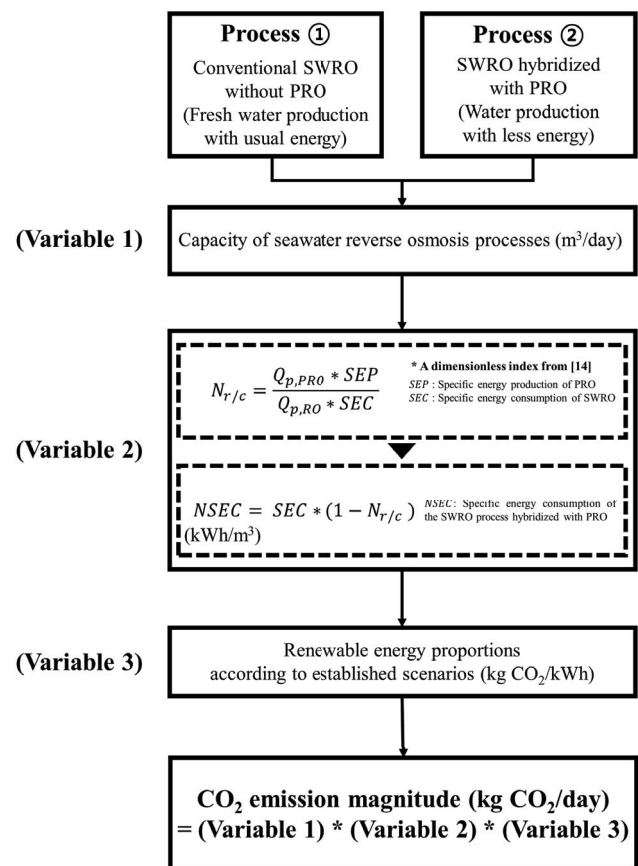 Process ①
Conventional SWRO
without PRO
(Fresh water production
with usual energy)
Process ②
SWRO hybridized
with PRO
(Water production
with less energy)
(Variable 1)
Capacity of seawater reverse osmosis processes (m³/day)
(Variable 2)
N_{r/c} = \frac{Q_{p,PRO} * SEP}{Q_{p,RO} * SEC}
* A dimensionless index from [14]
SEP : Specific energy production of PRO
SEC : Specific energy consumption of SWRO
NSEC = SEC * (1 − N_{r/c})
(kWh/m³)
NSEC : Specific energy consumption of
the SWRO process hybridized with PRO
(Variable 3)
Renewable energy proportions
according to established scenarios (kg CO₂/kWh)
CO₂ emission magnitude (kg CO₂/day)
= (Variable 1) * (Variable 2) * (Variable 3)